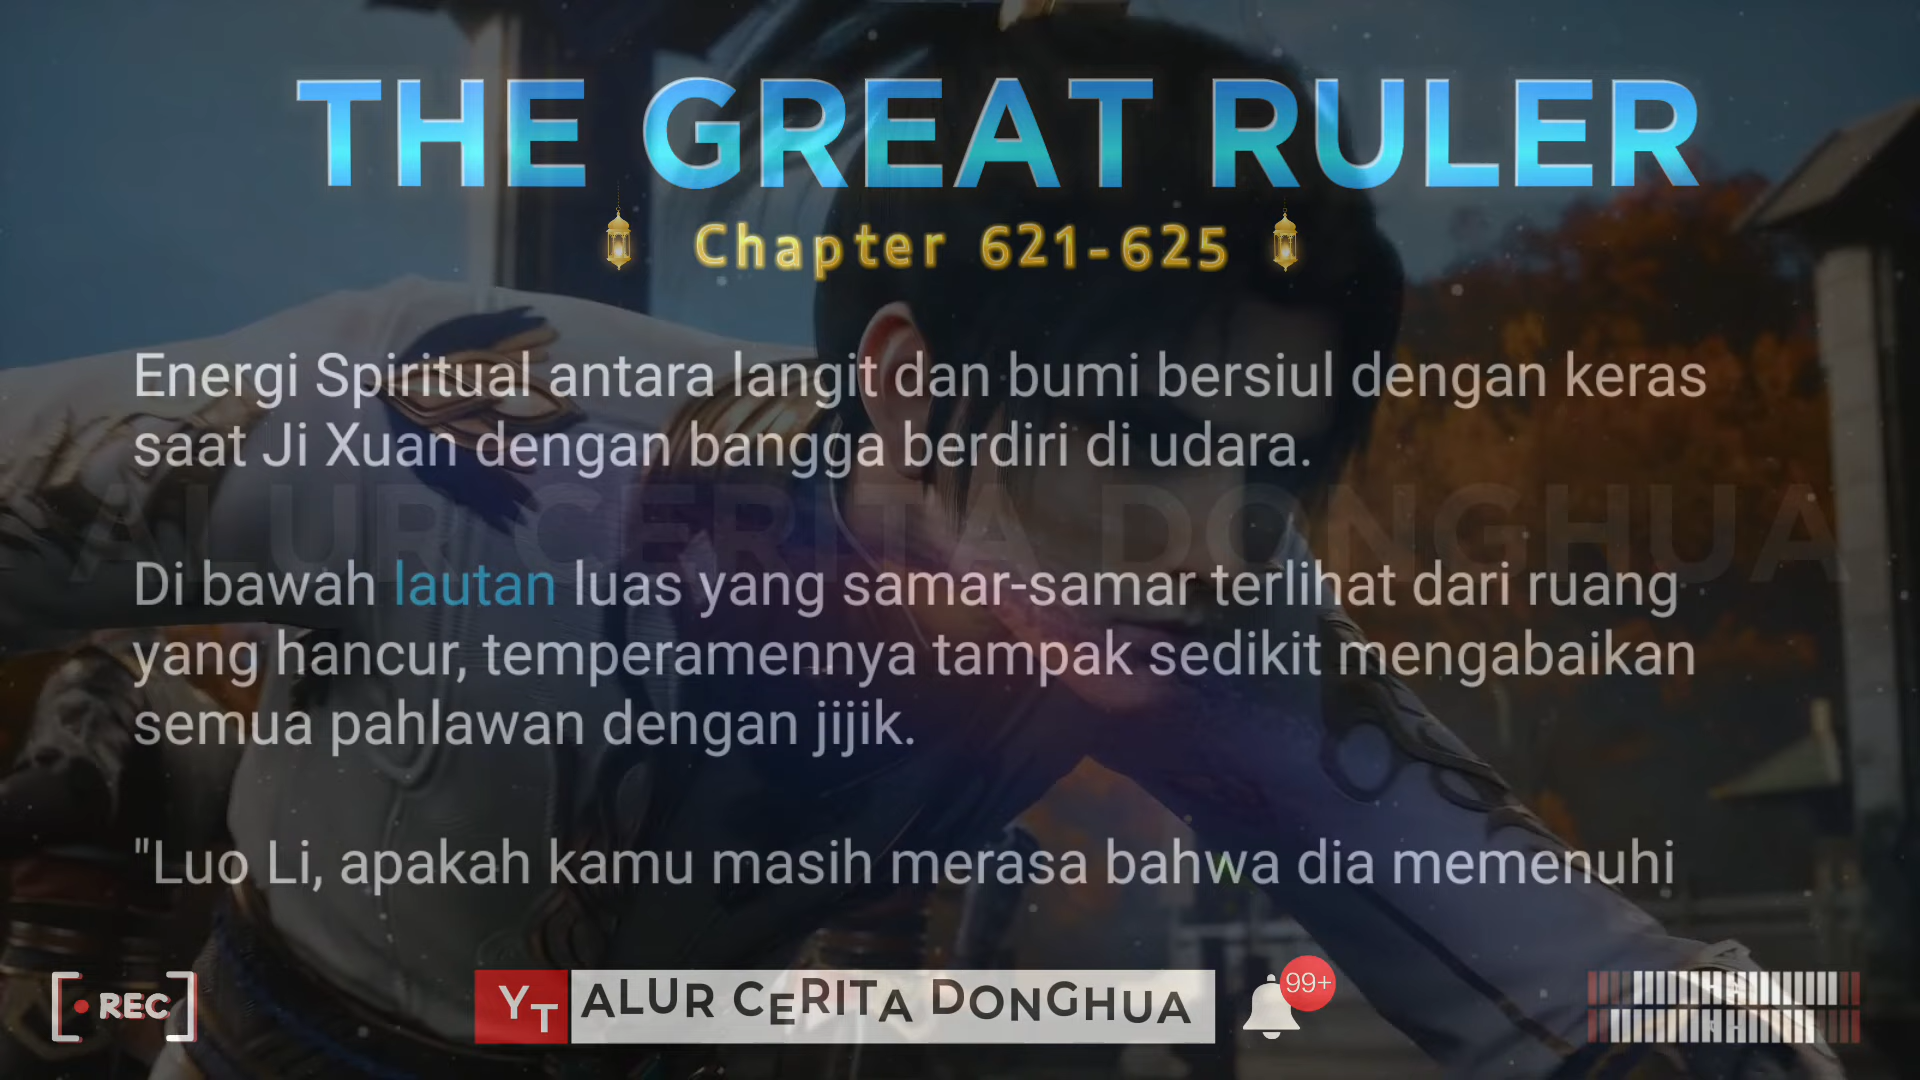 THE GREAT RULER
Chapter 621-625
Energi Spiritual antara langit dan bumi bersiul dengan keras
saat Ji Xuan dengan bangga berdiri di udara.
ALUR CERITA DONGHUA
Di bawah lautan luas yang samar-samar terlihat dari ruang
yang hancur, temperamennya tampak sedikit mengabaikan
semua pahlawan dengan jijik.
"Luo Li, apakah kamu masih merasa bahwa dia memenuhi
REC
YT ALUR CERITA DONGHUA
99+